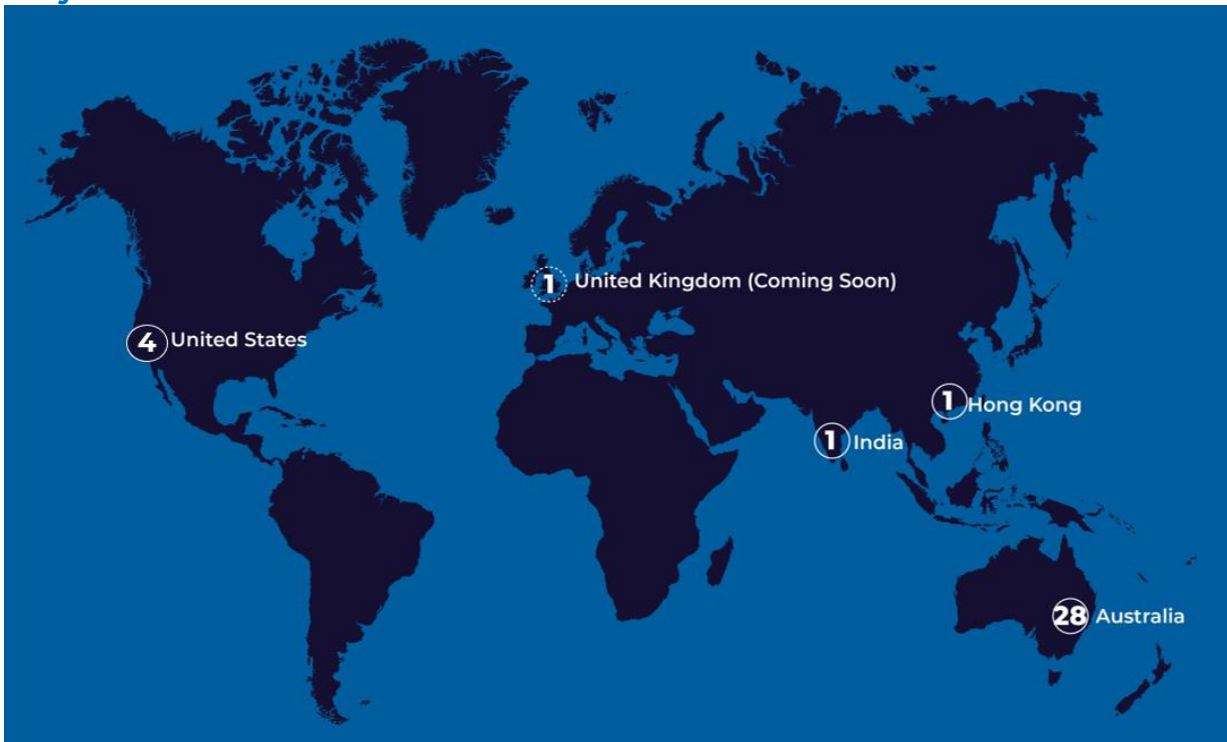 1 United Kingdom (Coming Soon)
4 United States
1 Hong Kong
1 India
28 Australia